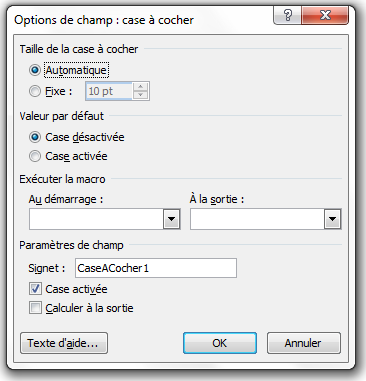 Options de champ : case à cocher
Taille de la case à cocher
Automatique
Fixe : 10 pt
Valeur par défaut
Case désactivée
Case activée
Exécuter la macro
Au démarrage : À la sortie :
Paramètres de champ
Signet : CaseACocher1
Case activée
Calculer à la sortie
Texte d'aide... OK Annuler